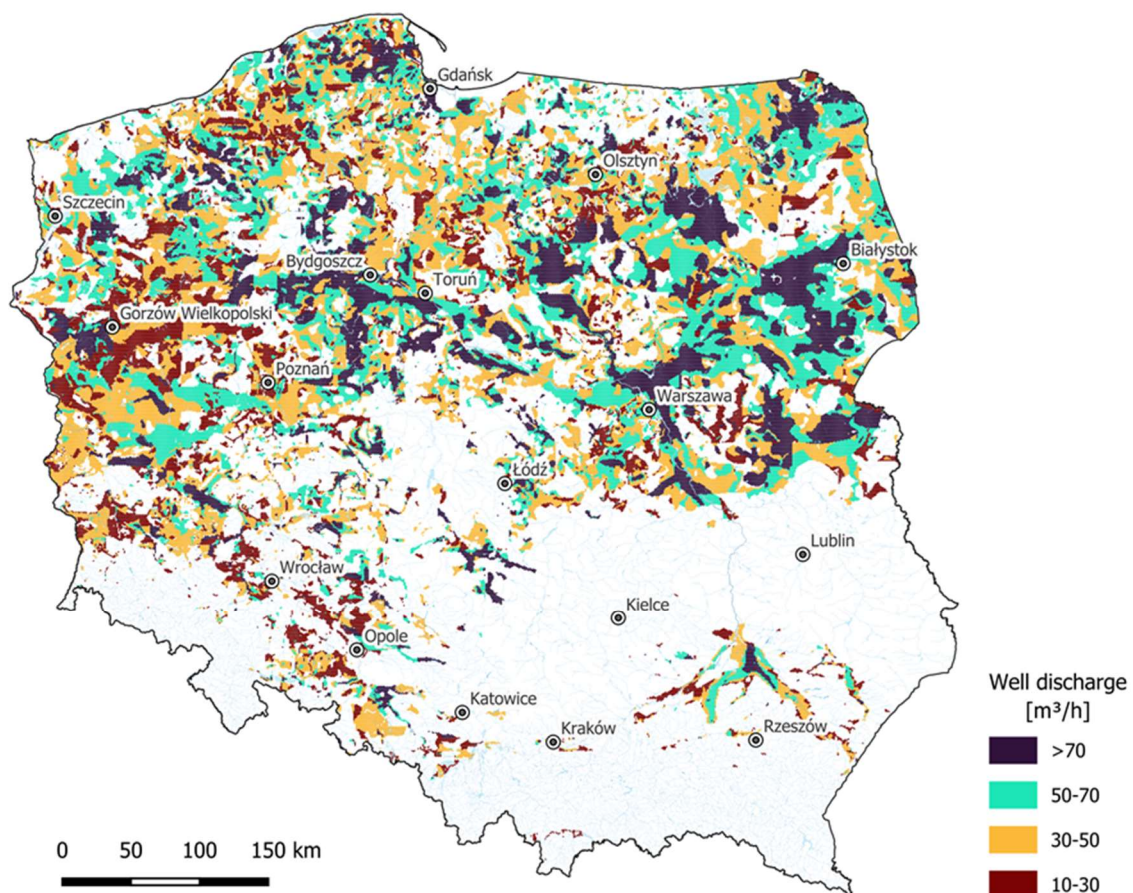 Gdańsk
Olsztyn
Szczecin
Białystok
Bydgoszcz
Toruń
Gorzów Wielkopolski
Poznań
Warszawa
Łódź
Lublin
Wrocław
Kielce
Opole
Katowice
Kraków
Rzeszów
Well discharge
[m³/h]
>70
50-70
30-50
10-30
0 50 100 150 km